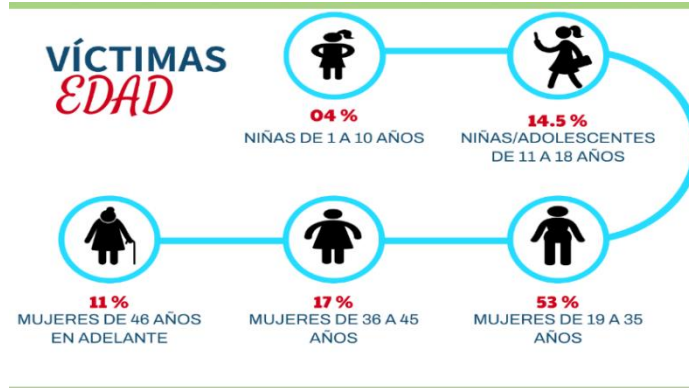 VÍCTIMAS
EDAD
04 %
NIÑAS DE 1 A 10 AÑOS
14.5 %
NIÑAS/ADOLESCENTES
DE 11 A 18 AÑOS
11 %
MUJERES DE 46 AÑOS
EN ADELANTE
17 %
MUJERES DE 36 A 45
AÑOS
53 %
MUJERES DE 19 A 35
AÑOS